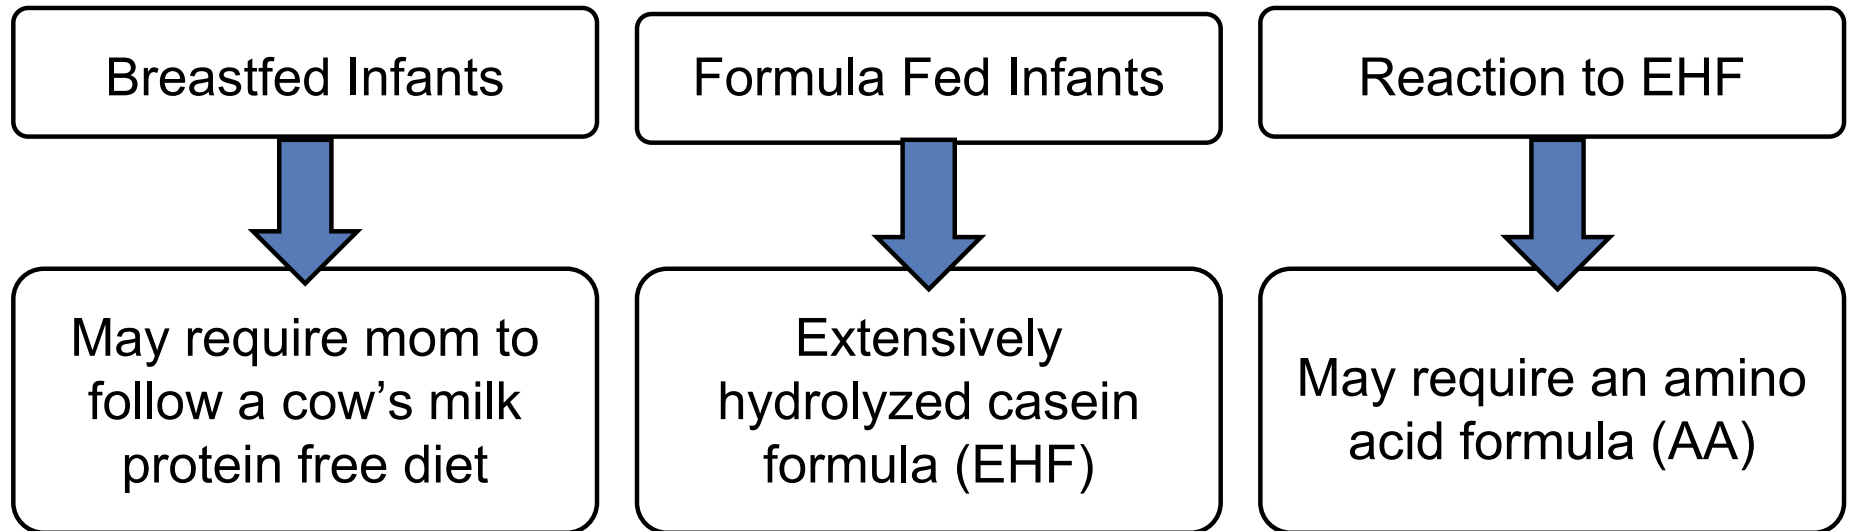 Breastfed Infants
Formula Fed Infants
Reaction to EHF
May require mom to
follow a cow’s milk
protein free diet
Extensively
hydrolyzed casein
formula (EHF)
May require an amino
acid formula (AA)